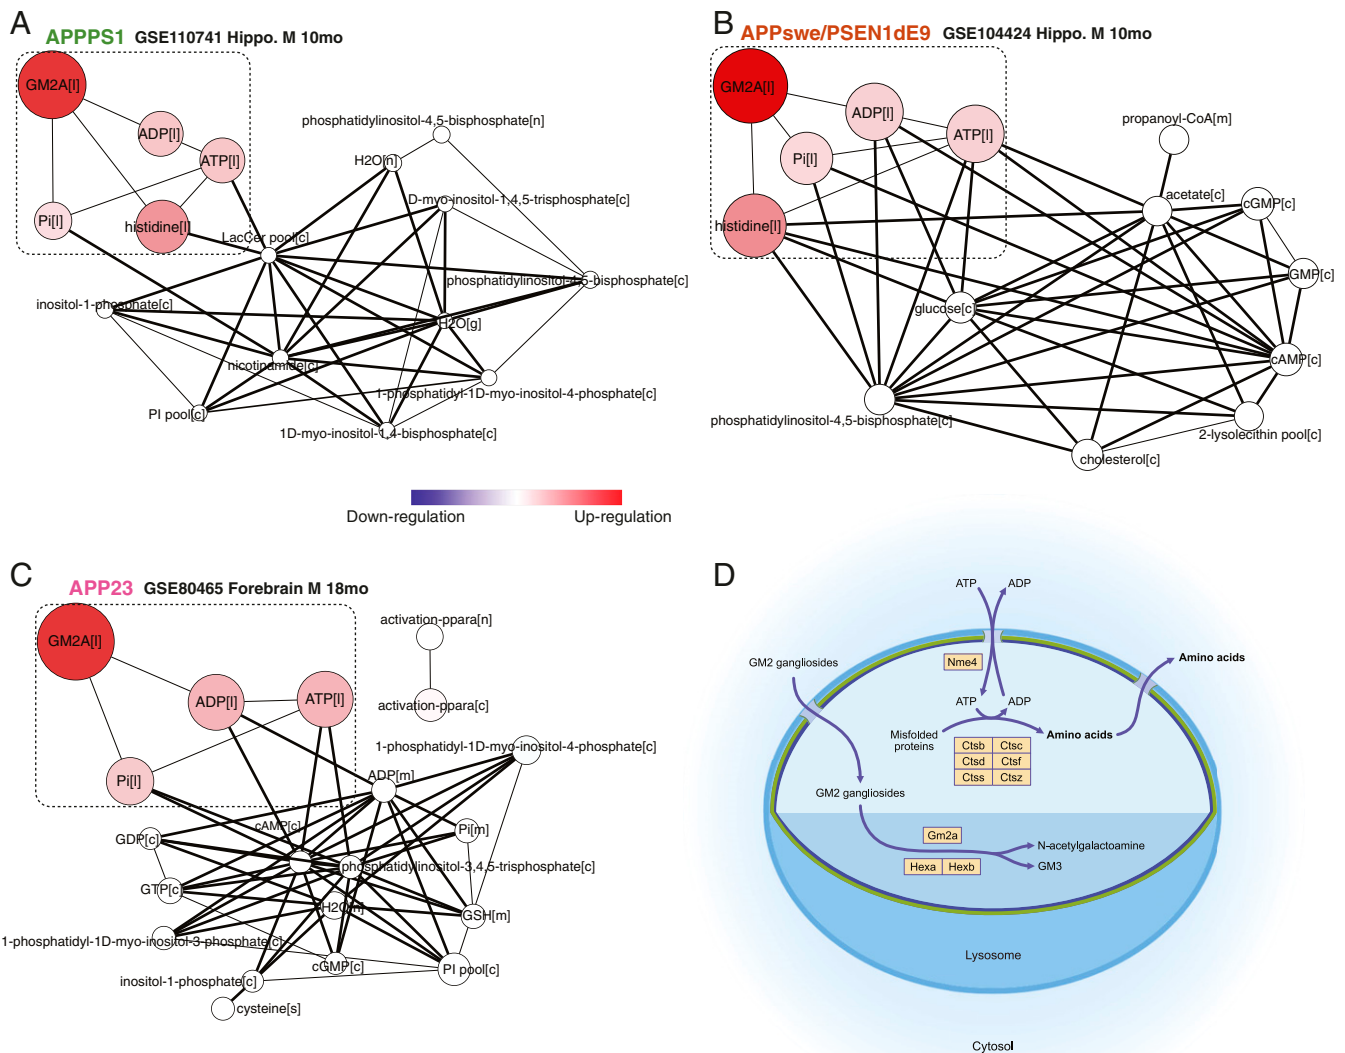 A
APPPS1 GSE110741 Hippo. M 10mo
GM2A[l]
ADP[l]
ATP[l]
Pi[l]
histidine[l]
phosphatidylinositol-4,5-bisphosphate[n]
H2O[n]
D-myo-inositol-1,4,5-trisphosphate[c]
LacCer pool[c]
phosphatidylinositol-4,5-bisphosphate[c]
inositol-1-phosphate[c]
H2O[g]
nicotinamide[c]
1-phosphatidyl-1D-myo-inositol-4-phosphate[c]
PI pool[c]
1D-myo-inositol-1,4-bisphosphate[c]
B
APPswe/PSEN1dE9 GSE104424 Hippo. M 10mo
GM2A[l]
ADP[l]
ATP[l]
Pi[l]
histidine[l]
propanoyl-CoA[m]
acetate[c]
cGMP[c]
GMP[c]
glucose[c]
cAMP[c]
phosphatidylinositol-4,5-bisphosphate[c]
2-lysolecithin pool[c]
cholesterol[c]
Down-regulation
Up-regulation
C
APP23 GSE80465 Forebrain M 18mo
GM2A[l]
ADP[l]
ATP[l]
Pi[l]
activation-ppara[n]
activation-ppara[c]
1-phosphatidyl-1D-myo-inositol-4-phosphate[c]
ADP[m]
cAMP[c]
Pi[m]
GDP[c]
phosphatidylinositol-3,4,5-trisphosphate[c]
GTP[c]
H2O[n]
GSH[m]
1-phosphatidyl-1D-myo-inositol-3-phosphate[c]
cGMP[c]
PI pool[c]
inositol-1-phosphate[c]
cysteine[s]
D
ATP
ADP
GM2 gangliosides
Nme4
Amino acids
ATP
ADP
Misfolded
proteins
Amino acids
Ctsb Ctsc
Ctsd Ctsf
Ctss Ctsz
GM2 gangliosides
Gm2a
N-acetylgalactoamine
Hexa Hexb
GM3
Lysosome
Cytosol